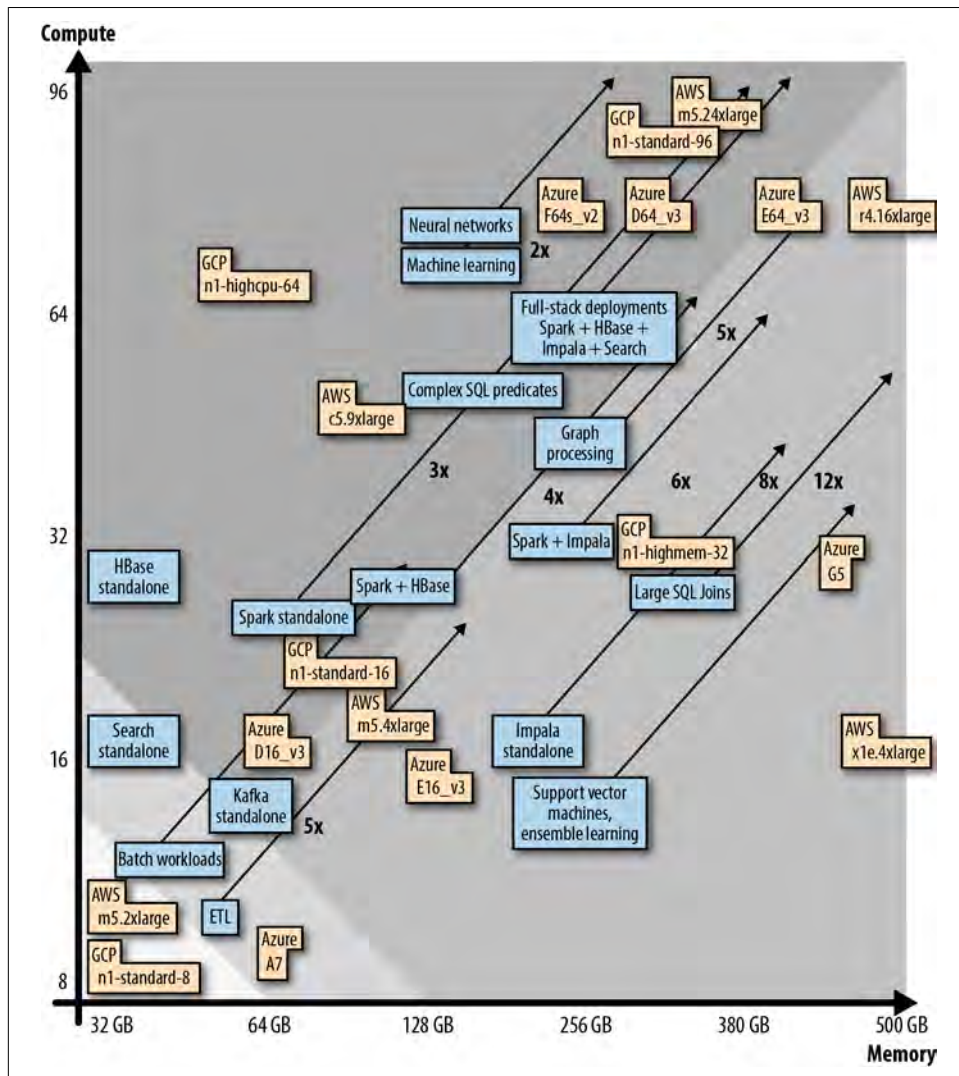 Compute
96
AWS
m5.24xlarge
GCP
n1-standard-96
Azure
F64s_v2
Azure
D64_v3
Azure
E64_v3
AWS
r4.16xlarge
Neural networks
2x
Machine learning
GCP
n1-highcpu-64
64
Full-stack deployments
Spark + HBase +
Impala + Search
5x
AWS
c5.9xlarge
Complex SQL predicates
Graph
processing
3x
4x
6x
8x
12x
32
HBase
standalone
Spark + Impala
GCP
n1-highmem-32
Azure
G5
Spark + HBase
Large SQL Joins
Spark standalone
GCP
n1-standard-16
AWS
m5.4xlarge
Search
standalone
Azure
D16_v3
Impala
standalone
AWS
x1e.4xlarge
16
Azure
E16_v3
Kafka
standalone
5x
Support vector
machines,
ensemble learning
Batch workloads
AWS
m5.2xlarge
ETL
Azure
A7
GCP
n1-standard-8
8
32 GB
64 GB
128 GB
256 GB
380 GB
500 GB
Memory